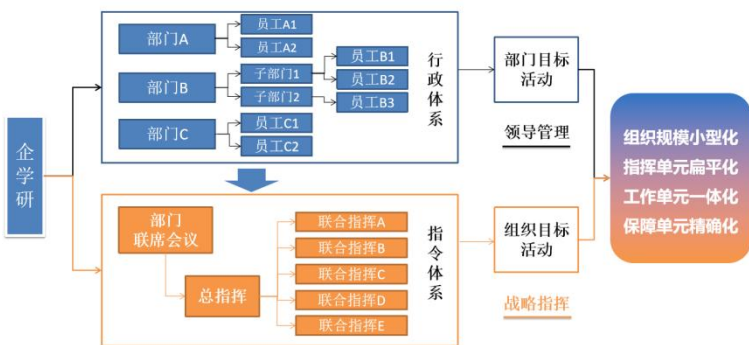 企学研
部门A
员工A1
员工A2
部门B
子部门1
子部门2
员工B1
员工B2
员工B3
部门C
员工C1
员工C2
行政体系
部门目标
活动
领导管理
部门
联席会议
总指挥
联合指挥A
联合指挥B
联合指挥C
联合指挥D
联合指挥E
指令体系
组织目标
活动
战略指挥
组织规模小型化
指挥单元扁平化
工作单元一体化
保障单元精确化